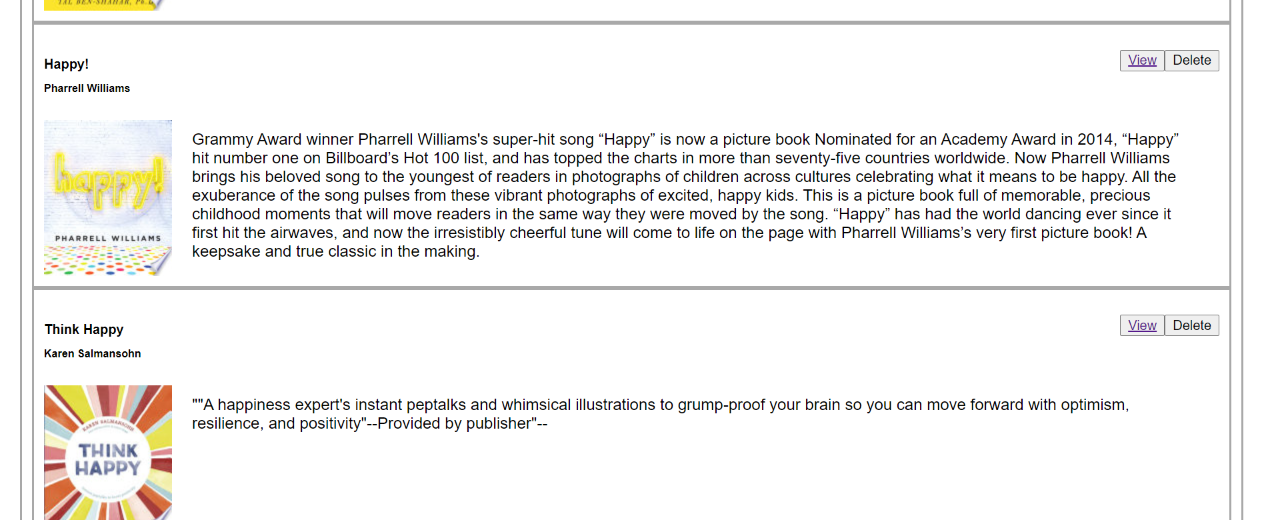 TAL BEN-SHAHAR, Ph.D.
Happy!
View Delete
Pharrell Williams
happy!
PHARRELL WILLIAMS
Grammy Award winner Pharrell Williams's super-hit song “Happy” is now a picture book Nominated for an Academy Award in 2014, “Happy”
hit number one on Billboard’s Hot 100 list, and has topped the charts in more than seventy-five countries worldwide. Now Pharrell Williams
brings his beloved song to the youngest of readers in photographs of children across cultures celebrating what it means to be happy. All the
exuberance of the song pulses from these vibrant photographs of excited, happy kids. This is a picture book full of memorable, precious
childhood moments that will move readers in the same way they were moved by the song. “Happy” has had the world dancing ever since it
first hit the airwaves, and now the irresistibly cheerful tune will come to life on the page with Pharrell Williams’s very first picture book! A
keepsake and true classic in the making.
Think Happy
View Delete
Karen Salmansohn
KAREN SALMANSOHN
THINK
HAPPY
""A happiness expert's instant peptalks and whimsical illustrations to grump-proof your brain so you can move forward with optimism,
resilience, and positivity"--Provided by publisher"--